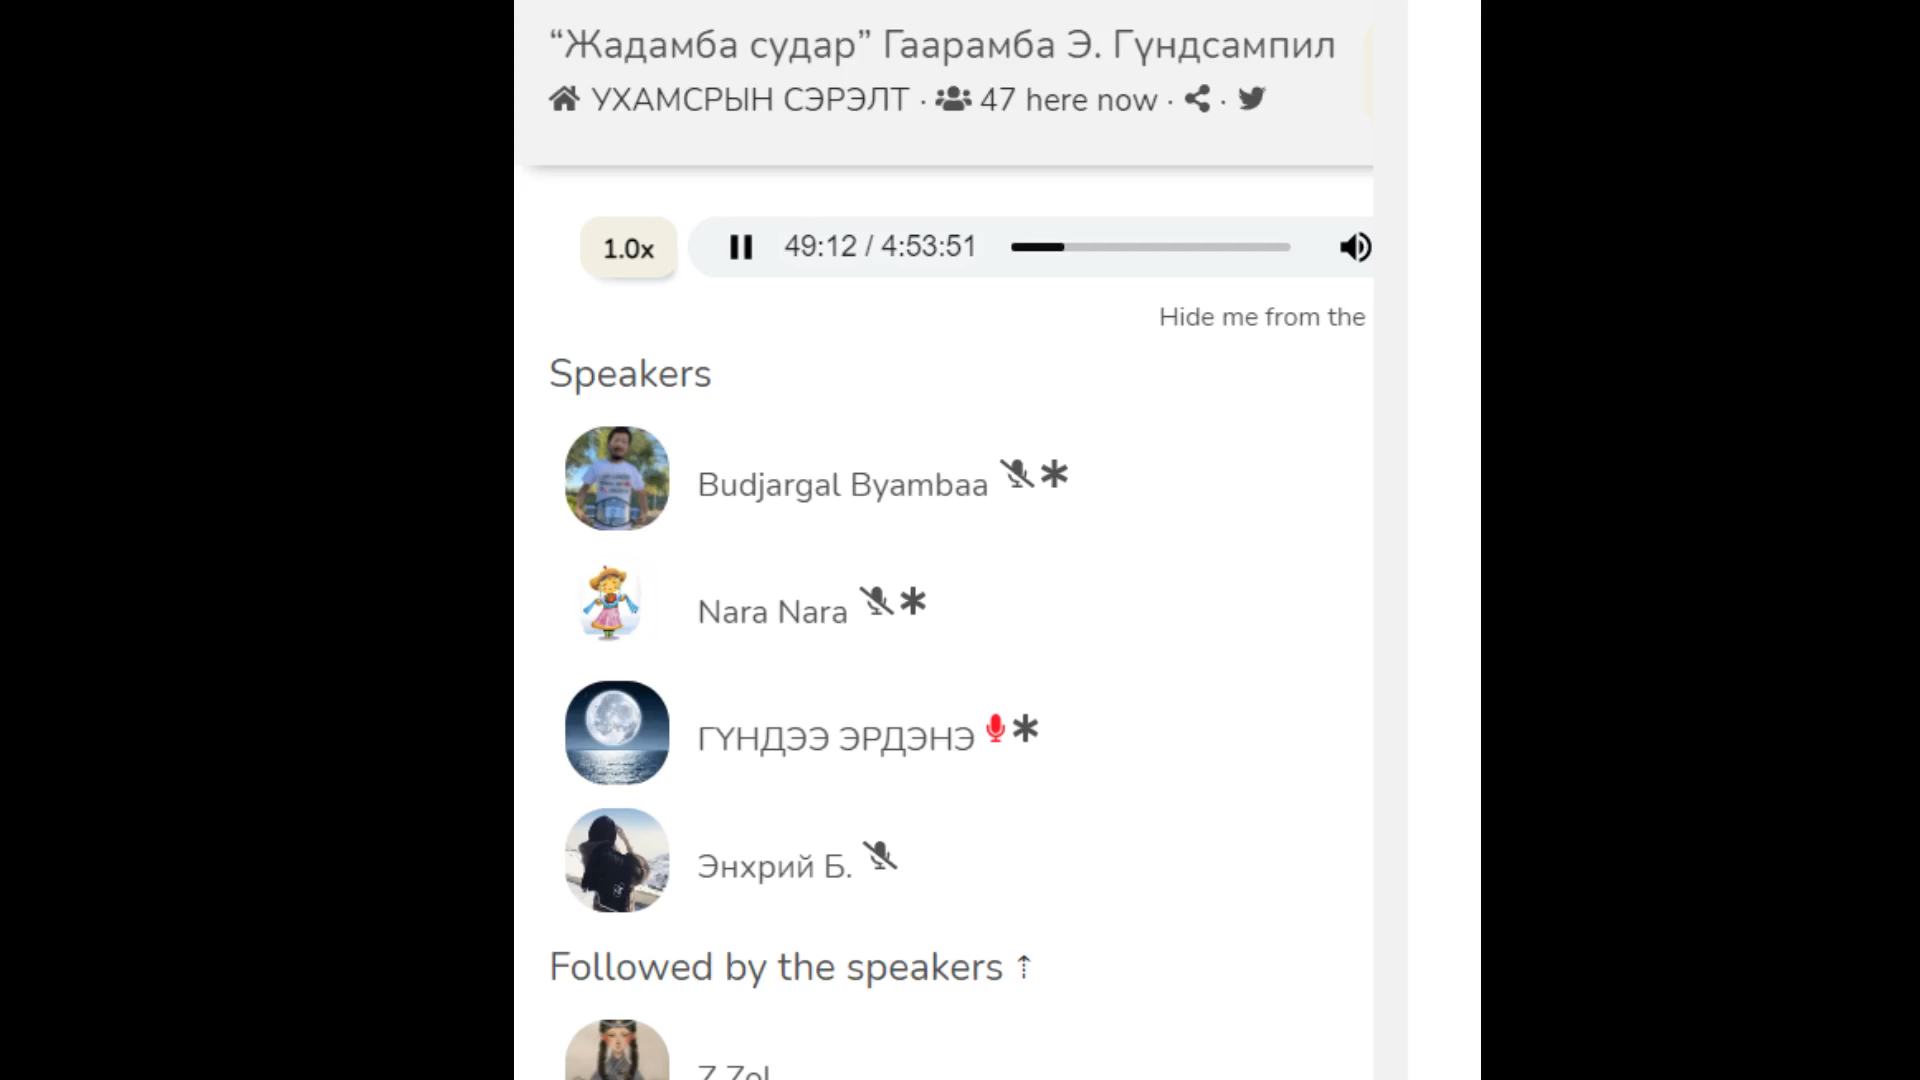 “Жадамба судар” Гаарамба Э. Гүндсампил
УХАМСРЫН СЭРЭЛТ · 47 here now · ·
1.0x
49:12 / 4:53:51
Hide me from the
Speakers
Budjargal Byambaa
Nara Nara
ГҮНДЭЭ ЭРДЭНЭ
Энхрий Б.
Followed by the speakers ⇡
Z Zol